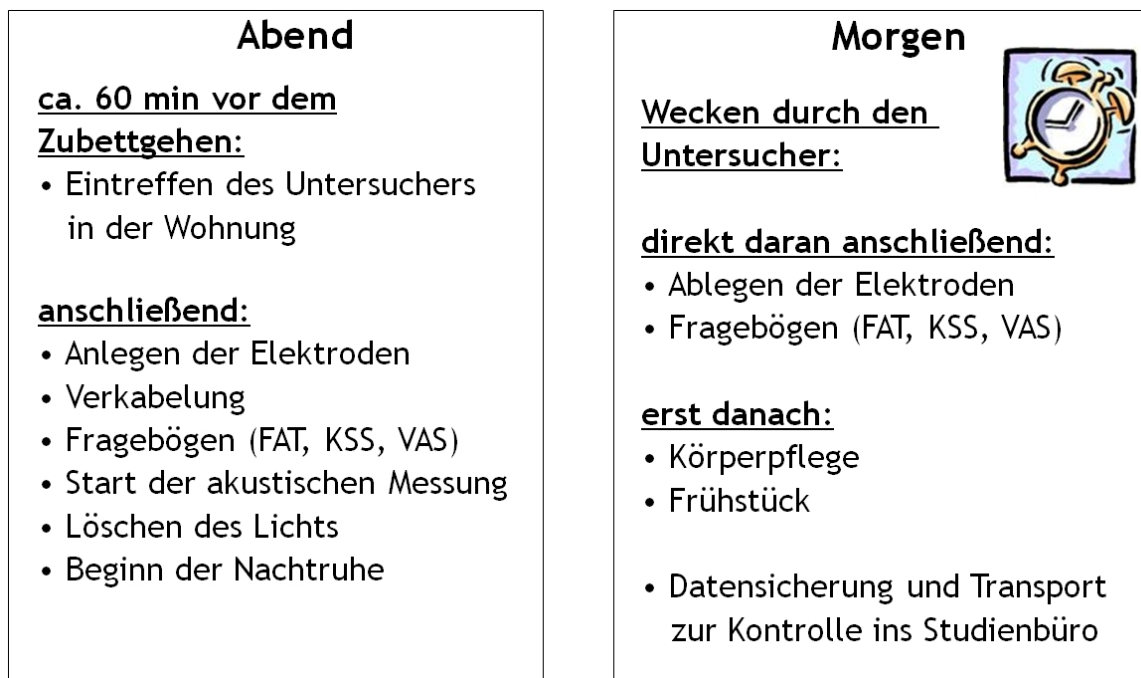 Abend
ca. 60 min vor dem
Zubettgehen:
• Eintreffen des Untersuchers
in der Wohnung
anschließend:
• Anlegen der Elektroden
• Verkabelung
• Fragebögen (FAT, KSS, VAS)
• Start der akustischen Messung
• Löschen des Lichts
• Beginn der Nachtruhe
Morgen
Wecken durch den
Untersucher:
direkt daran anschließend:
• Ablegen der Elektroden
• Fragebögen (FAT, KSS, VAS)
erst danach:
• Körperpflege
• Frühstück
• Datensicherung und Transport
zur Kontrolle ins Studienbüro